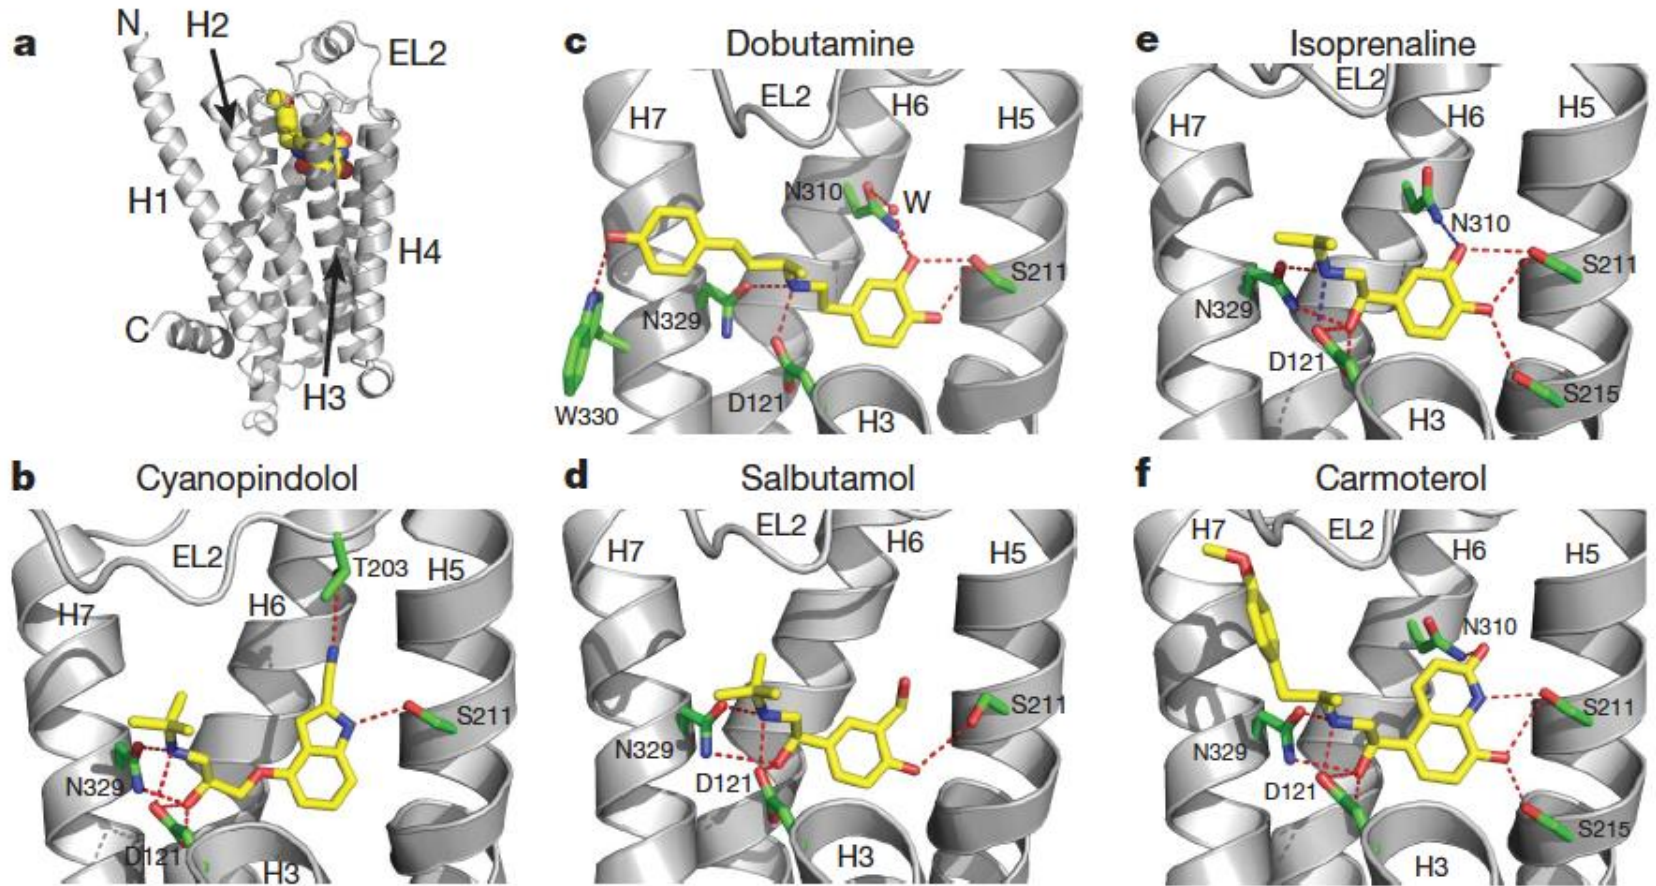 a
N
H2
EL2
H1
H4
C
H3
b
Cyanopindolol
EL2
T203
H5
H7
H6
S211
N329
D121
H3
c
Dobutamine
EL2
H6
H7
H5
N310
W
S211
N329
D121
W330
H3
d
Salbutamol
EL2
H6
H7
H5
S211
N329
D121
H3
e
Isoprenaline
EL2
H6
H5
H7
N310
S211
N329
D121
S215
H3
f
Carmoterol
H7
EL2
H6
H5
N310
S211
N329
D121
S215
H3